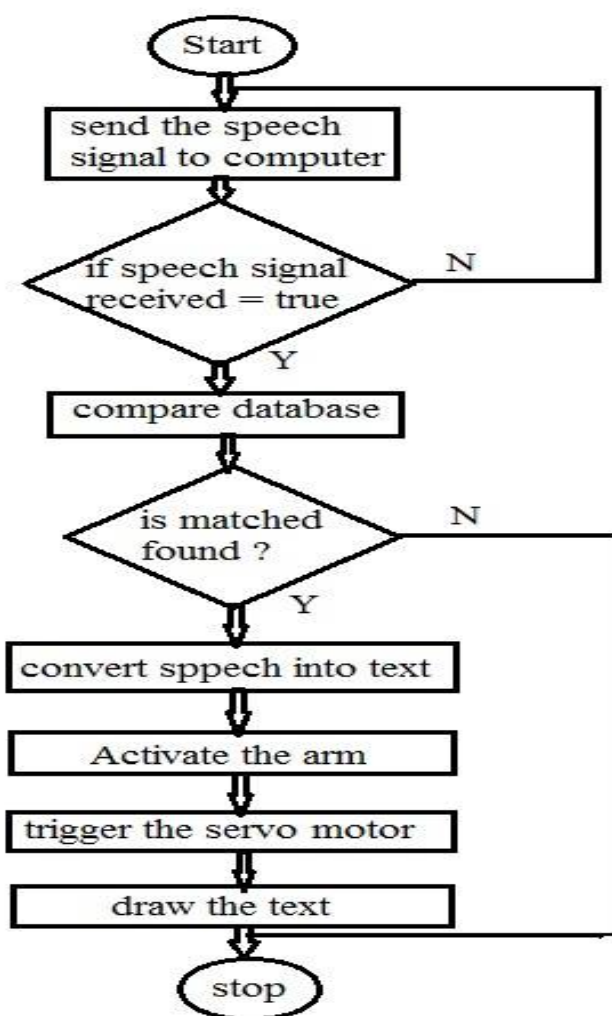 Start
send the speech
signal to computer
if speech signal
received = true
N
Y
compare database
is matched
found ?
N
Y
convert sppech into text
Activate the arm
trigger the servo motor
draw the text
stop